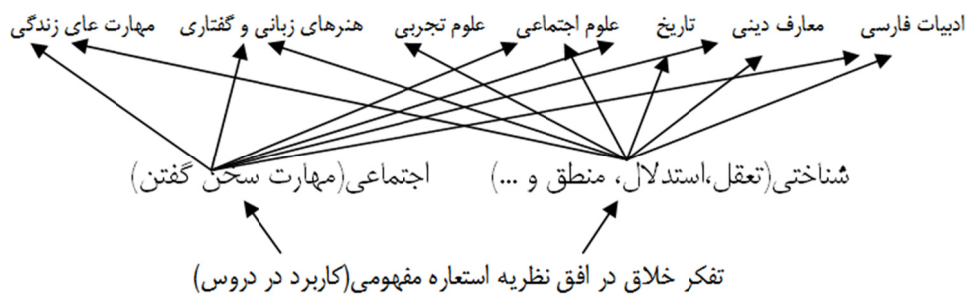 ادبیات فارسی معارف دینی تاریخ علوم اجتماعی علوم تجربی هنرهای زبانی و گفتاری مهارت عای زندگی
شناختی(تعقل،استدلال، منطق و ...) اجتماعی(مهارت سخن گفتن)
تفکر خلاق در افق نظریه استعاره مفهومی(کاربرد در دروس)